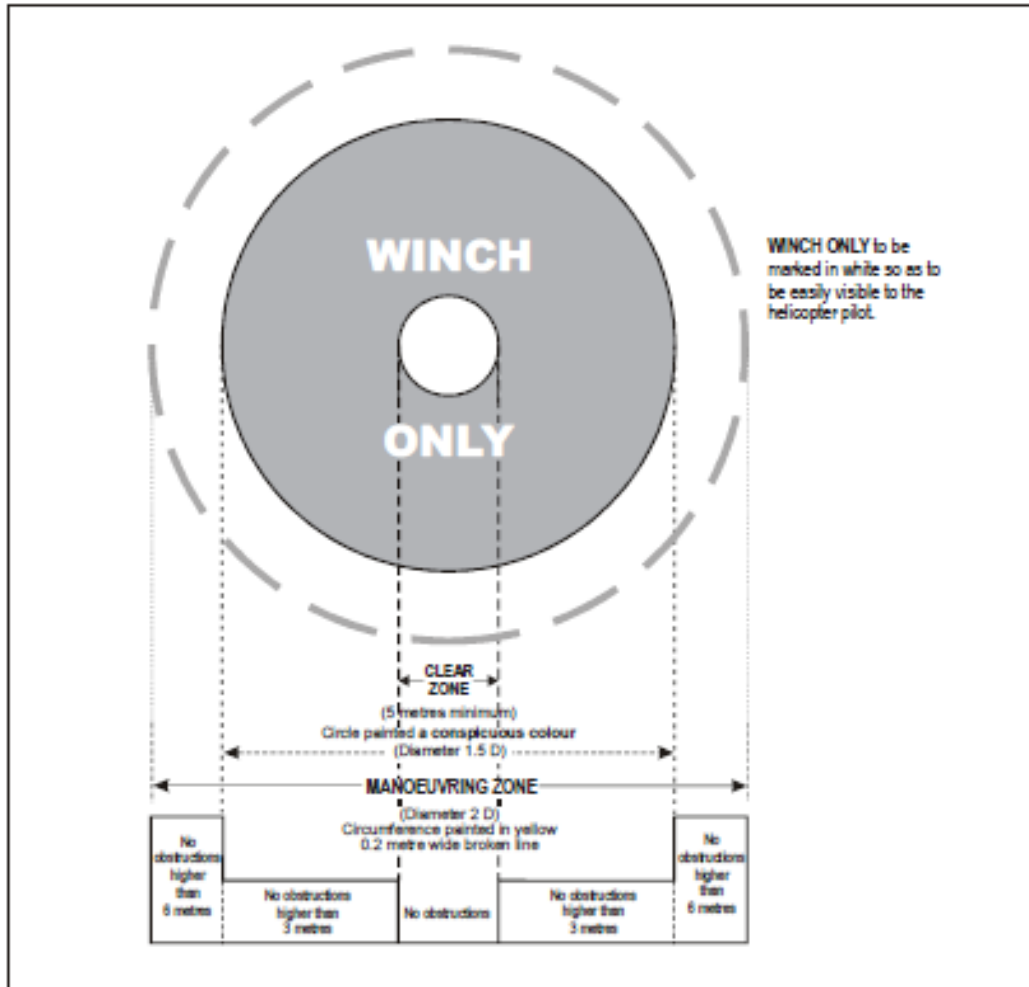 WINCH
ONLY
WINCH ONLY to be
marked in white so as to
be easily visible to the
helicopter pilot.
CLEAR
ZONE
(5 metres minimum)
Circle painted a conspicuous colour
(Diameter 1.5 D)
MANOEUVRING ZONE
(Diameter 2 D)
Circumference painted in yellow
0.2 metre wide broken line
No
obstructions
higher
than
6 metres
No obstructions
higher than
3 metres
No obstructions
No obstructions
higher than
3 metres
No
obstructions
higher
than
6 metres